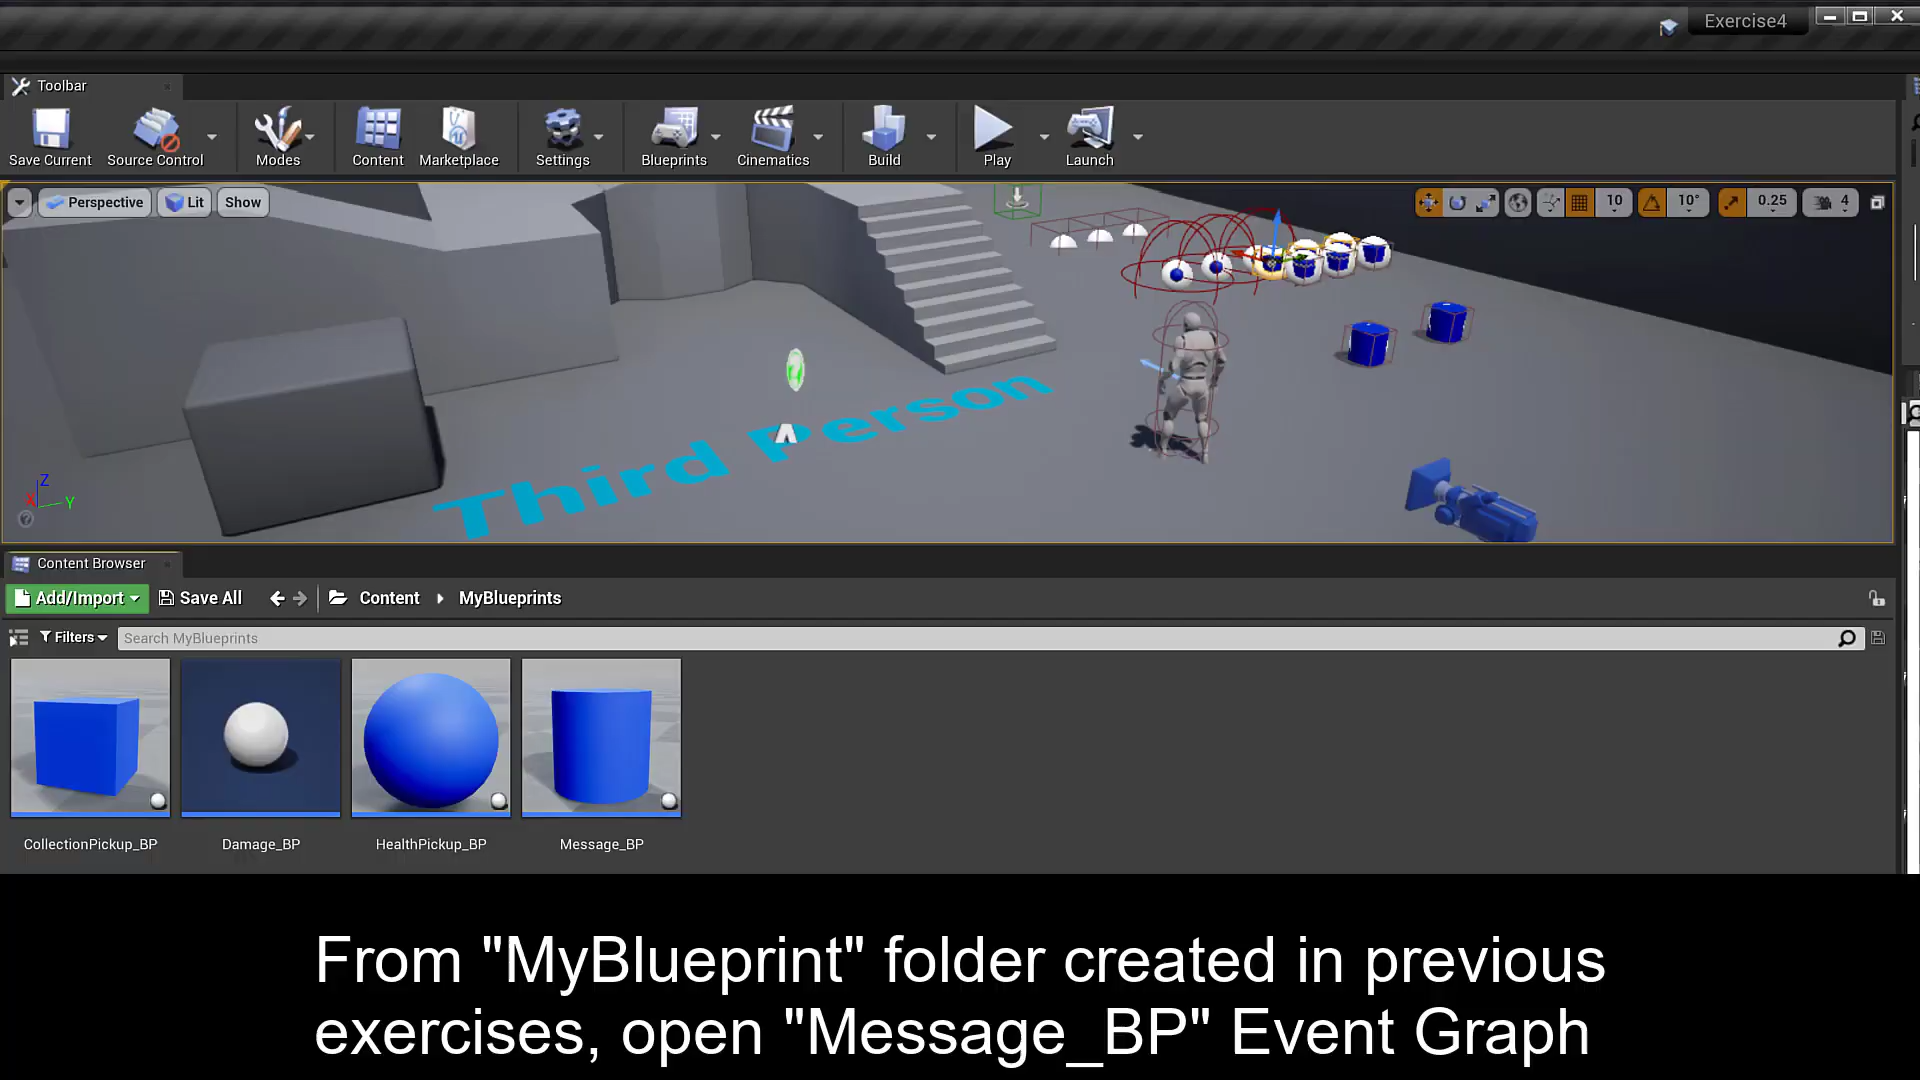 Exercise4
Toolbar
Save Current
Source Control
Modes
Content
Marketplace
Settings
Blueprints
Cinematics
Build
Play
Launch
Perspective
Lit
Show
10
10°
0.25
4
Third Person
Z
X
Y
Content Browser
Add/Import
Save All
Content
MyBlueprints
Filters
Search MyBlueprints
CollectionPickup_BP
Damage_BP
HealthPickup_BP
Message_BP
From "MyBlueprint" folder created in previous
exercises, open "Message_BP" Event Graph